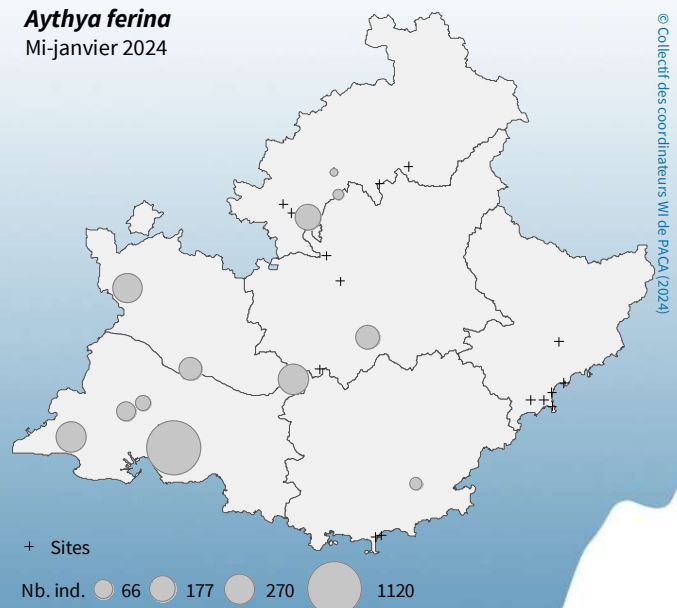 Aythya ferina
Mi-janvier 2024
© Collectif des coordinateurs WI de PACA (2024)
+ Sites
Nb. ind. 66 177 270 1120